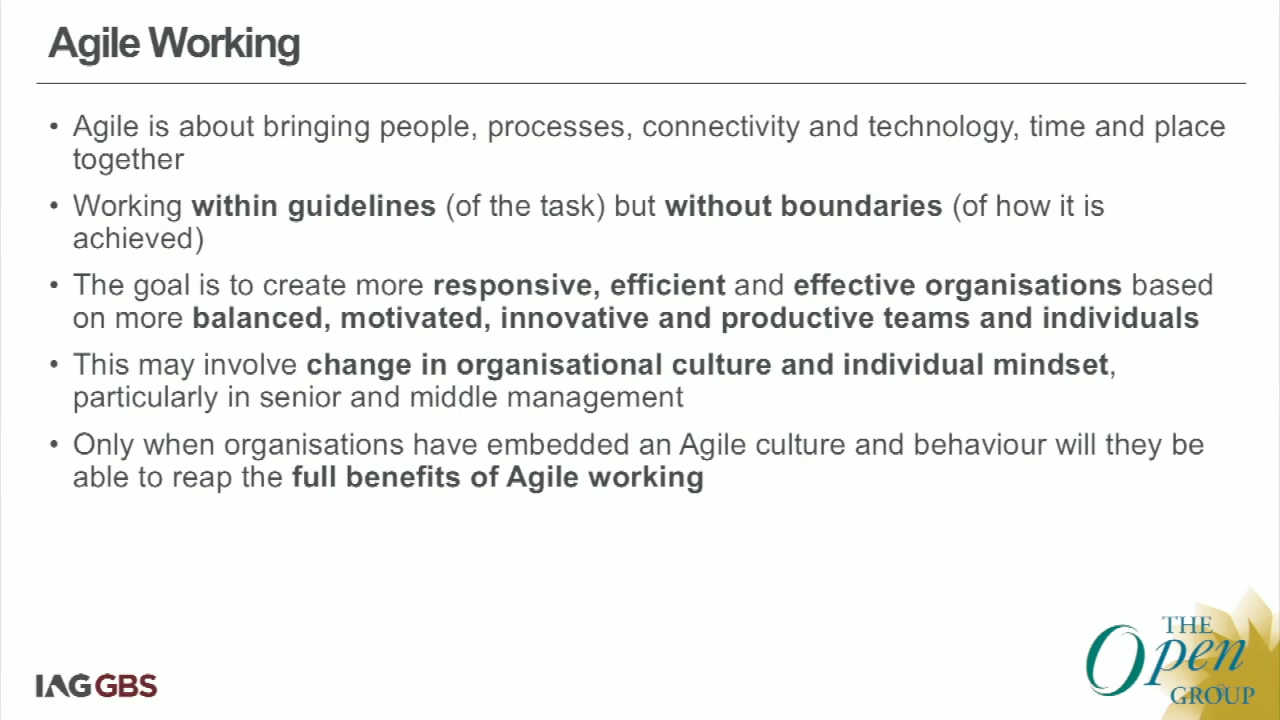 Agile Working
• Agile is about bringing people, processes, connectivity and technology, time and place
together
• Working within guidelines (of the task) but without boundaries (of how it is
achieved)
• The goal is to create more responsive, efficient and effective organisations based
on more balanced, motivated, innovative and productive teams and individuals
• This may involve change in organisational culture and individual mindset,
particularly in senior and middle management
• Only when organisations have embedded an Agile culture and behaviour will they be
able to reap the full benefits of Agile working
IAG GBS
THE
Open
GROUP